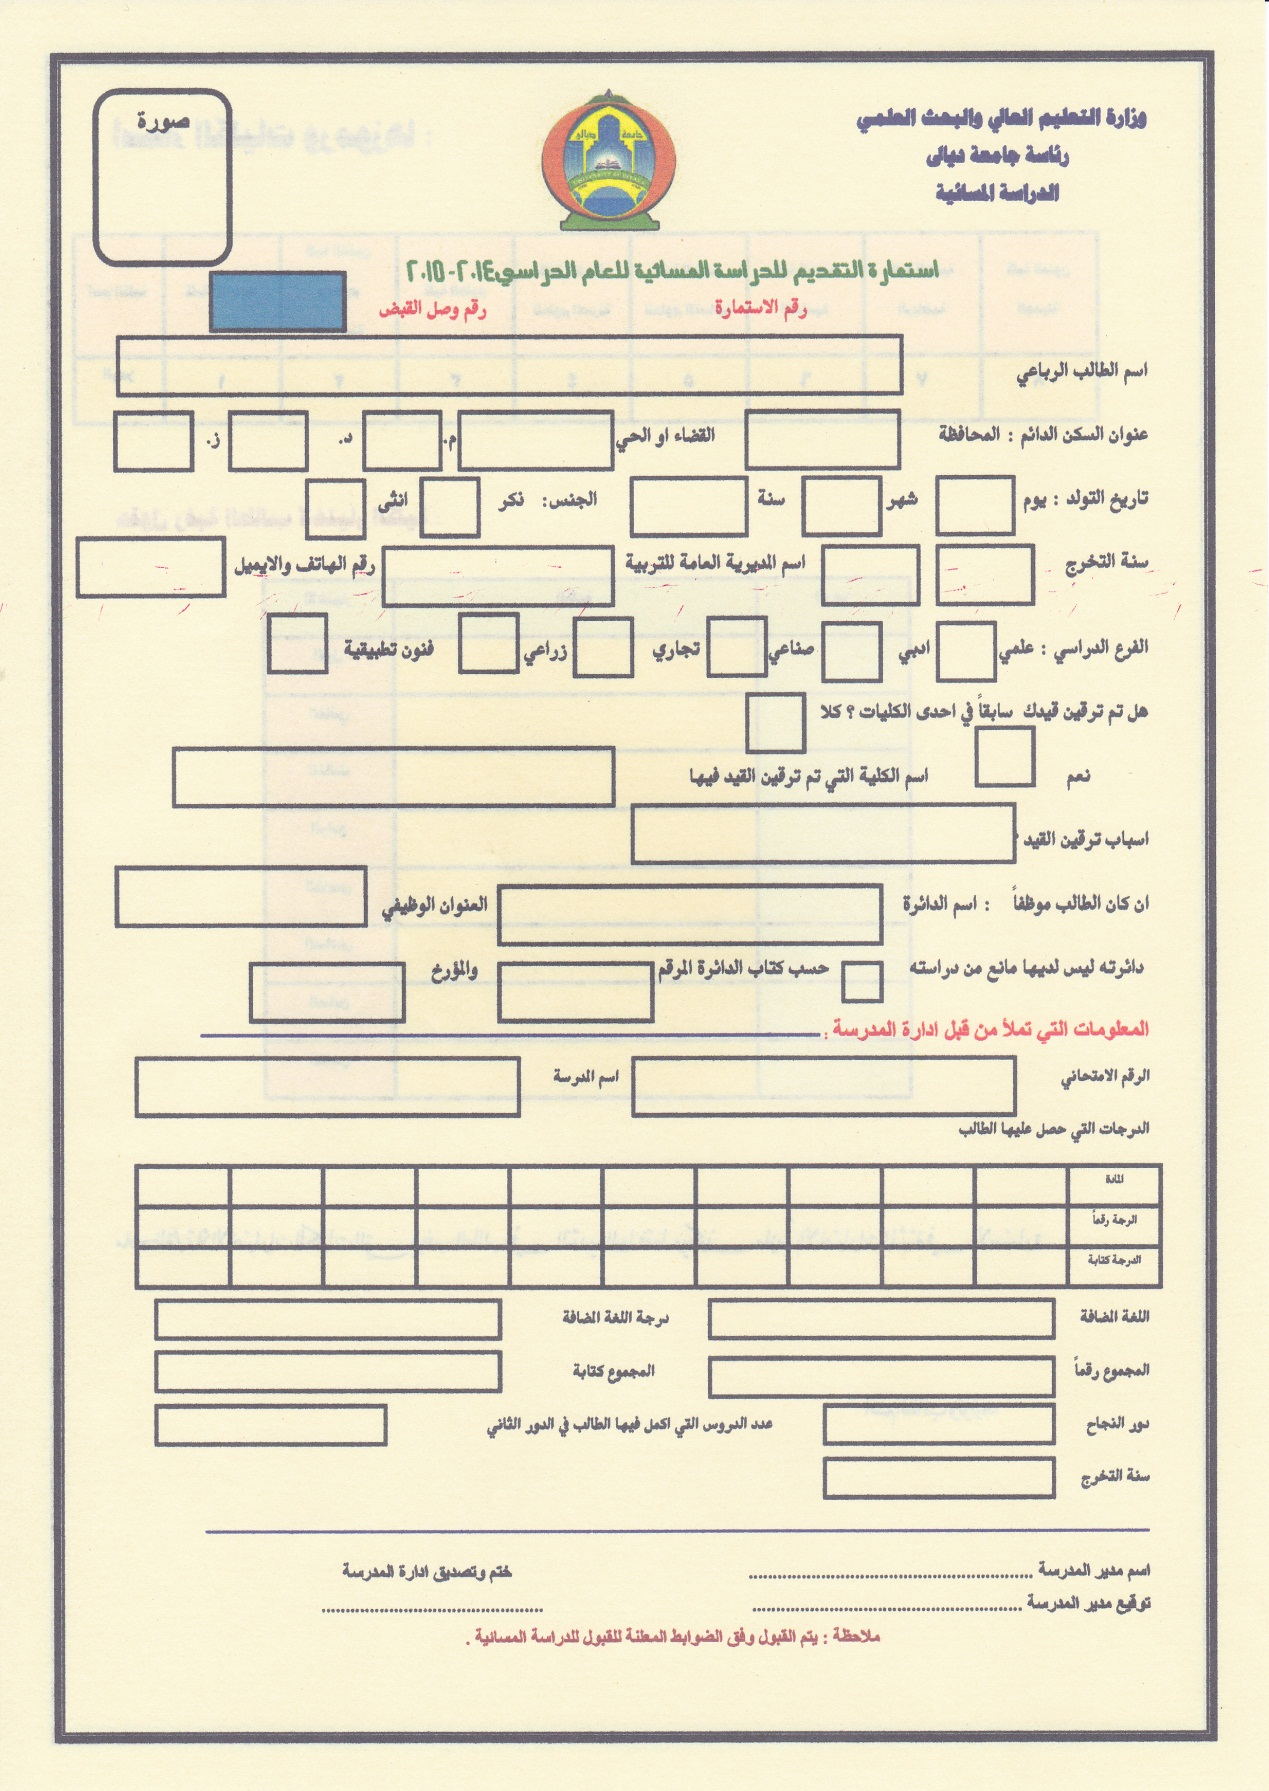 وزارة التعليم العالي والبحث العلمي
رئاسة جامعة ديالى
الدراسة المسائية
صورة
جامعة ديالى
UNIVERSITY OF DIYALA
استمارة التقديم للدراسة المسائية للعام الدراسي ٢٠١٤-٢٠١٥
رقم الاستمارة رقم وصل القبض
اسم الطالب الرباعي
عنوان السكن الدائم : المحافظة القضاء او الحي م. د. ز.
تاريخ التولد : يوم شهر سنة الجنس: ذكر انثى
سنة التخرج اسم المديرية العامة للتربية رقم الهاتف والايميل
الفرع الدراسي : علمي ادبي صناعي تجاري زراعي فنون تطبيقية
هل تم ترقين قيدك سابقاً في احدى الكليات ؟ كلا
نعم اسم الكلية التي تم ترقين القيد فيها
اسباب ترقين القيد
ان كان الطالب موظفاً : اسم الدائرة العنوان الوظيفي
دائرته ليس لديها مانع من دراسته حسب كتاب الدائرة المرقم والمؤرخ
المعلومات التي تملأ من قبل ادارة المدرسة :
الرقم الامتحاني اسم المدرسة
الدرجات التي حصل عليها الطالب
المادة
الرجة رقماً
الدرجة كتابة
اللغة المضافة درجة اللغة المضافة
المجموع رقماً المجموع كتابة
دور النجاح عدد الدروس التي اكمل فيها الطالب في الدور الثاني
سنة التخرج
اسم مدير المدرسة ........................................ ختم وتصديق ادارة المدرسة
توقيع مدير المدرسة ........................................ ........................................
ملاحظة : يتم القبول وفق الضوابط المعلنة للقبول للدراسة المسائية .